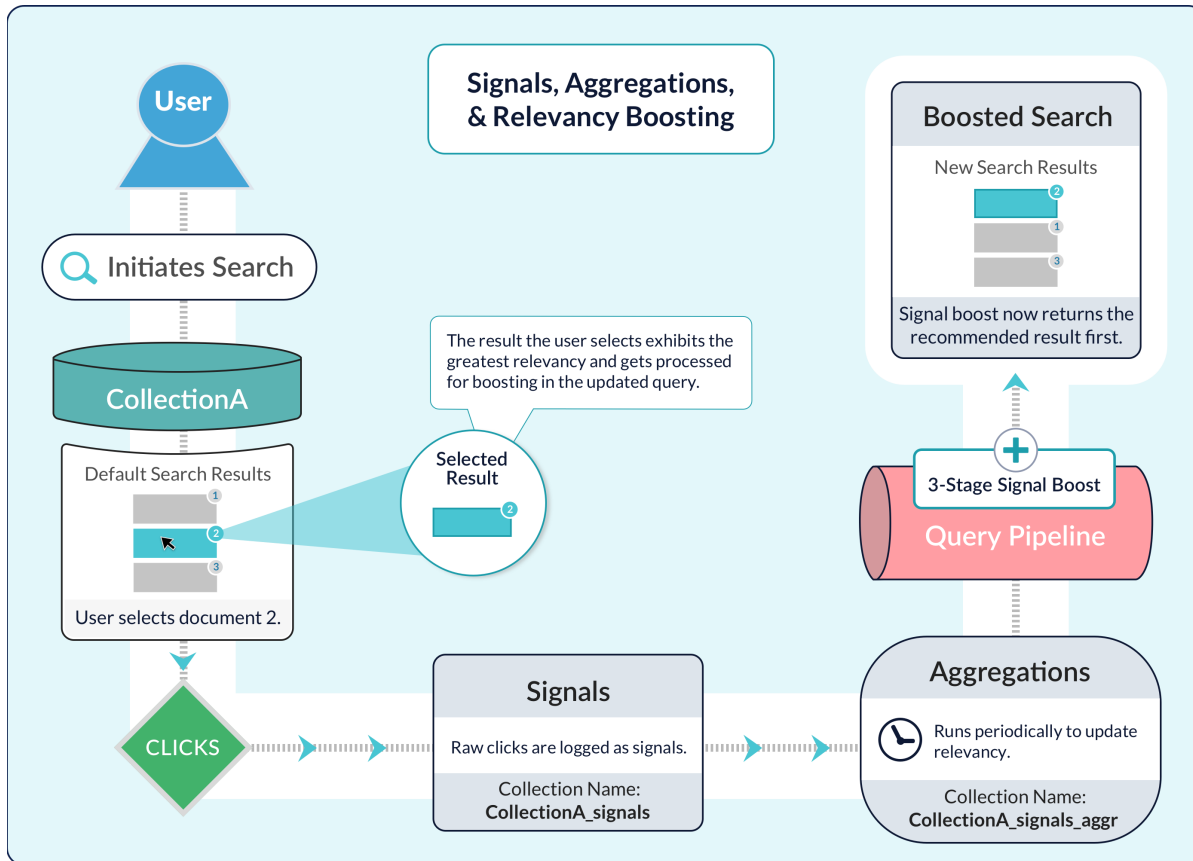 Signals, Aggregations,
& Relevancy Boosting
User
Initiates Search
CollectionA
Default Search Results
1
2
3
User selects document 2.
The result the user selects exhibits the
greatest relevancy and gets processed
for boosting in the updated query.
Selected
Result
2
CLICKS
Signals
Raw clicks are logged as signals.
Collection Name:
CollectionA_signals
Aggregations
Runs periodically to update
relevancy.
Collection Name:
CollectionA_signals_aggr
3-Stage Signal Boost
Query Pipeline
Boosted Search
New Search Results
2
1
3
Signal boost now returns the
recommended result first.